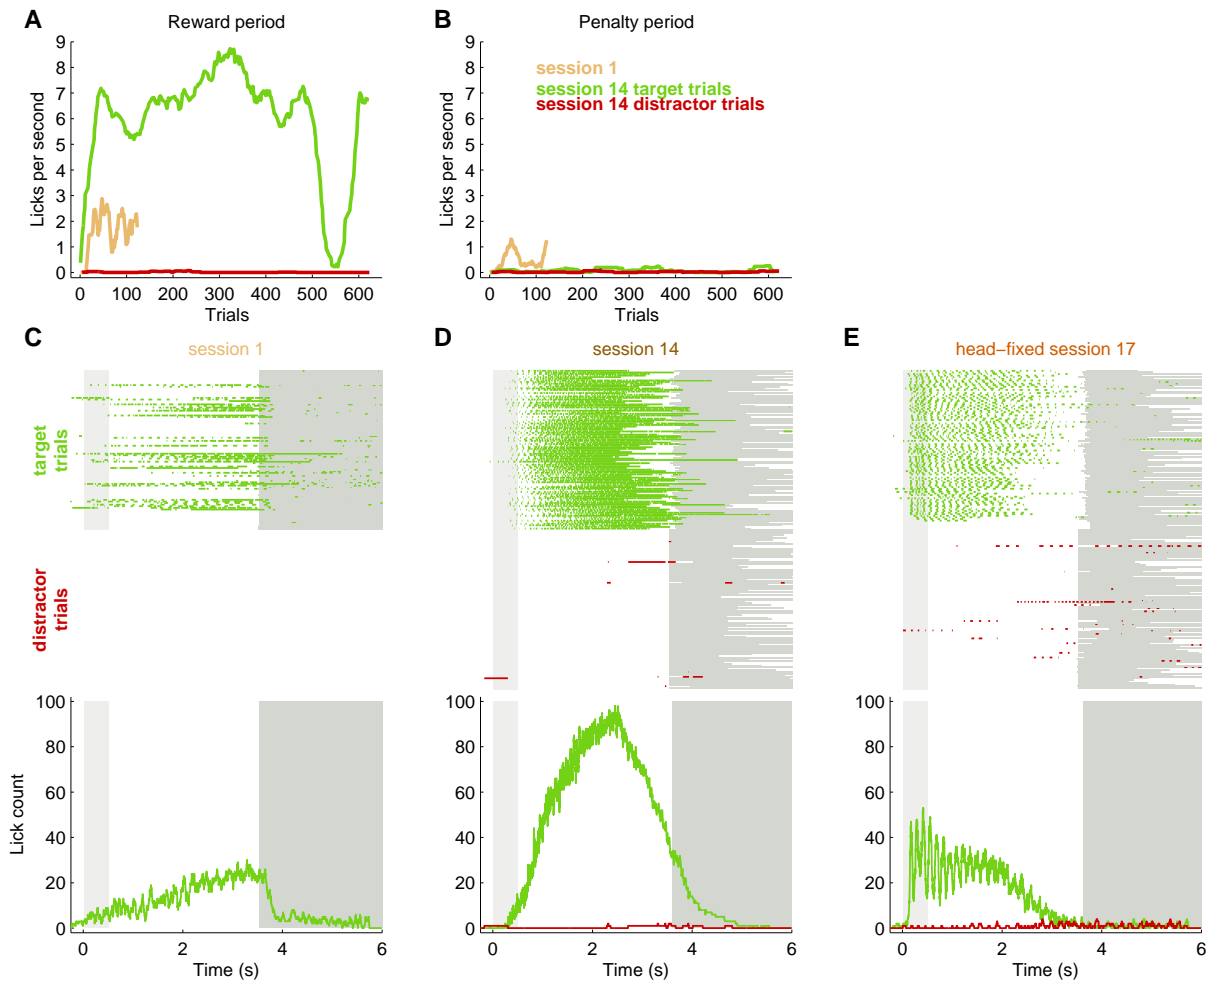 A
Reward period
B
Penalty period
9
8
7
6
5
4
3
2
1
0
Licks per second
0 100 200 300 400 500 600
Trials
9
8
7
6
5
4
3
2
1
0
Licks per second
session 1
session 14 target trials
session 14 distractor trials
0 100 200 300 400 500 600
Trials
C
session 1
D
session 14
E
head−fixed session 17
target
trials
distractor
trials
100
80
60
40
20
0
Lick count
0 2 4 6
Time (s)
100
80
60
40
20
0
0 2 4 6
Time (s)
100
80
60
40
20
0
0 2 4 6
Time (s)